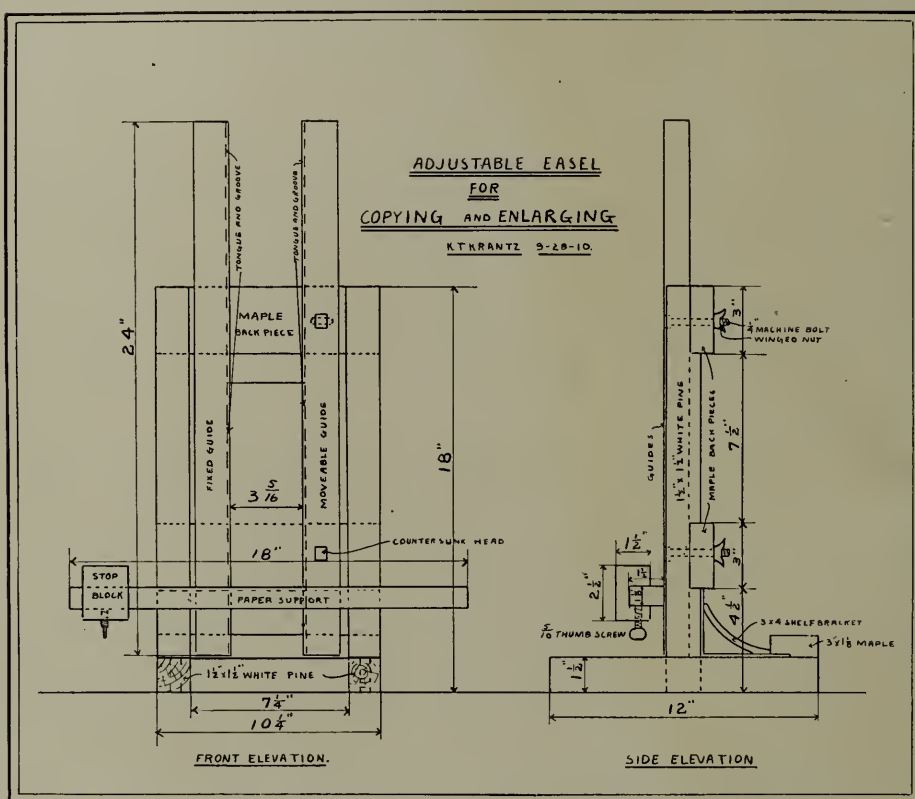 ADJUSTABLE EASEL
FOR
COPYING AND ENLARGING
K T KRANTZ 9-28-10.
24"
TONGUE AND GROOVE
TONGUE AND GROOVE
MAPLE
BACK PIECE
FIXED GUIDE
MOVEABLE GUIDE
3 5/16
18"
COUNTERSUNK HEAD
18"
STOP
BLOCK
PAPER SUPPORT
1½"x1½" WHITE PINE
7¼"
10¼"
FRONT ELEVATION.
3"
¼" MACHINE BOLT
WINGED NUT
GUIDES
1½" x 1½" WHITE PINE
MAPLE BACK PIECES
7½"
1½"
2½"
3"
4½"
5/10 THUMB SCREW
3x4 SHELF BRACKET
3"x1⅛ MAPLE
1½"
12"
SIDE ELEVATION